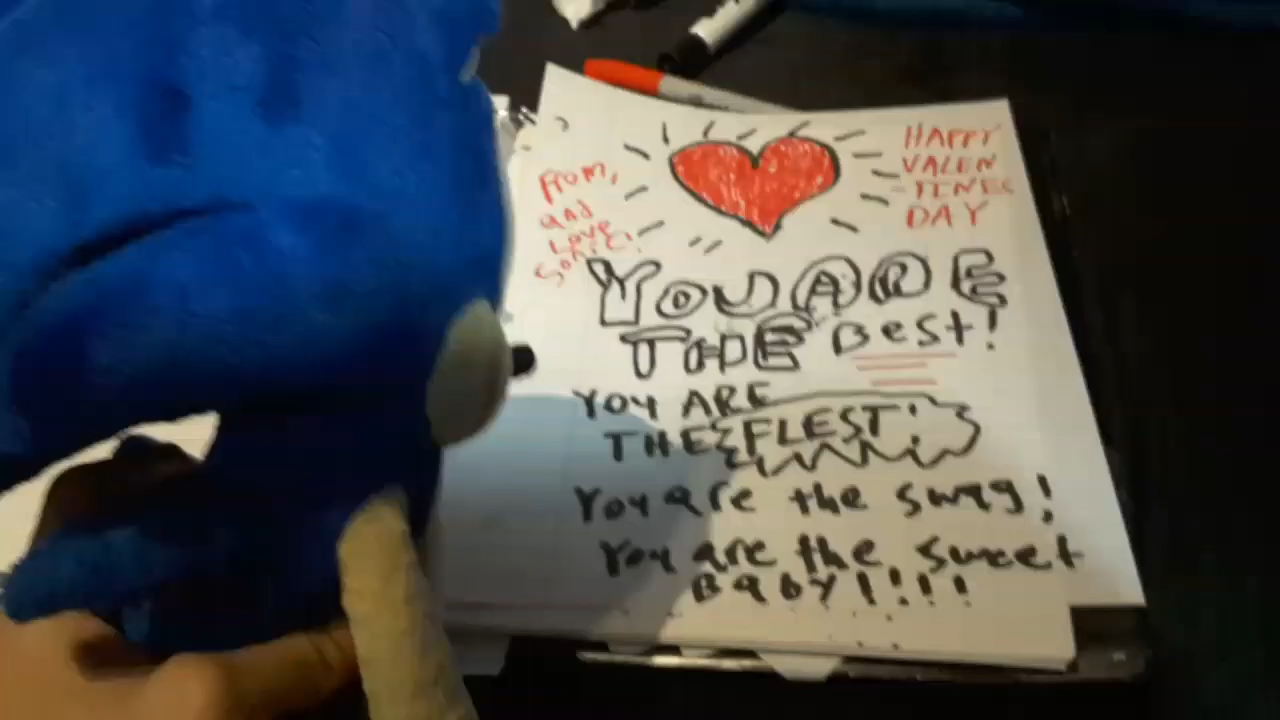 From,
and
Love
Sonic!
HAPPY
VALEN
-TINES
DAY
YOU ARE
THE Best!
YOU ARE
THE FLEST!
You are the swag!
You are the sweet
BABY!!!!